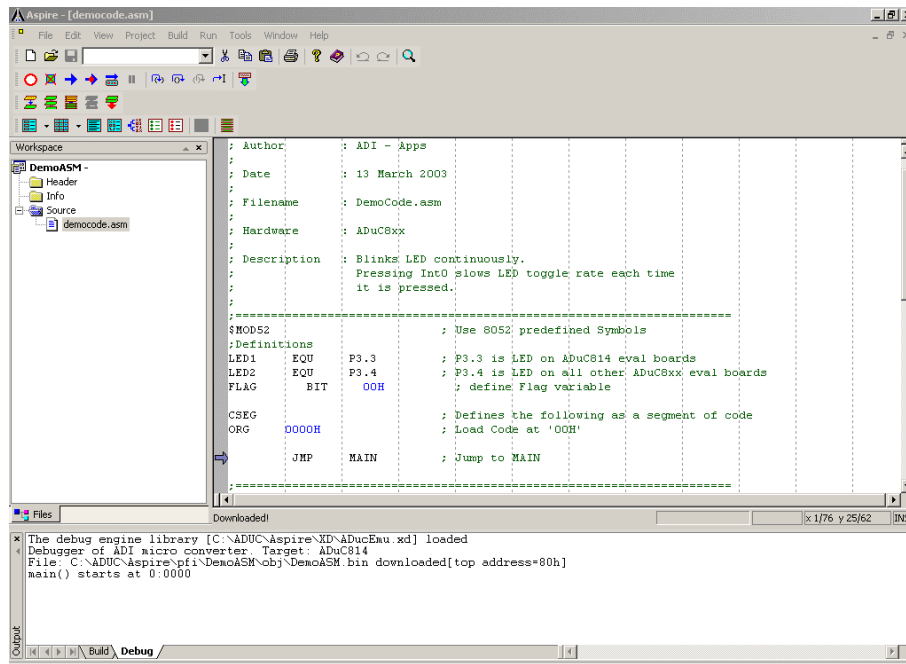 Aspire - [democode.asm]
File Edit View Project Build Run Tools Window Help
Workspace
DemoASM -
Header
Info
Source
democode.asm
Files
; Author : ADI - Apps
;
; Date : 13 March 2003
;
; Filename : DemoCode.asm
;
; Hardware : ADuC8xx
;
; Description : Blinks LED continuously.
; Pressing Int0 slows LED toggle rate each time
; it is pressed.
;
;======================================================================
$MOD52 ; Use 8052 predefined Symbols
;Definitions
LED1 EQU P3.3 ; P3.3 is LED on ADuC814 eval boards
LED2 EQU P3.4 ; P3.4 is LED on all other ADuC8xx eval boards
FLAG BIT 00H ; define Flag variable
CSEG ; Defines the following as a segment of code
ORG 0000H ; Load Code at '00H'
JMP MAIN ; Jump to MAIN
;======================================================================
Downloaded!
x 1/76 y 25/62
INS
The debug engine library [C:\ADUC\Aspire\XD\ADucEmu.xd] loaded
Debugger of ADI micro converter. Target: ADuC814
File: C:\ADUC\Aspire\pfi\DemoASM\obj\DemoASM.bin downloaded[top address=80h]
main() starts at 0:0000
Output
Build Debug